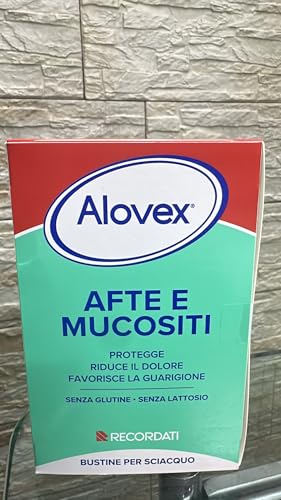 Alovex®
AFTE E
MUCOSITI
PROTEGGE
RIDUCE IL DOLORE
FAVORISCE LA GUARIGIONE
SENZA GLUTINE - SENZA LATTOSIO
RECORDATI
BUSTINE PER SCIACQUO